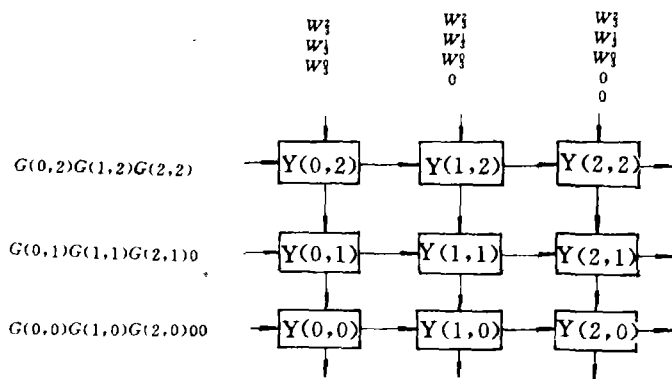 W₃² W₃² W₃²
W₃¹ W₃¹ W₃¹
W₃⁰ W₃⁰ W₃⁰
0 0
0
G(0,2)G(1,2)G(2,2) Y(0,2) Y(1,2) Y(2,2)
G(0,1)G(1,1)G(2,1)0 Y(0,1) Y(1,1) Y(2,1)
G(0,0)G(1,0)G(2,0)00 Y(0,0) Y(1,0) Y(2,0)